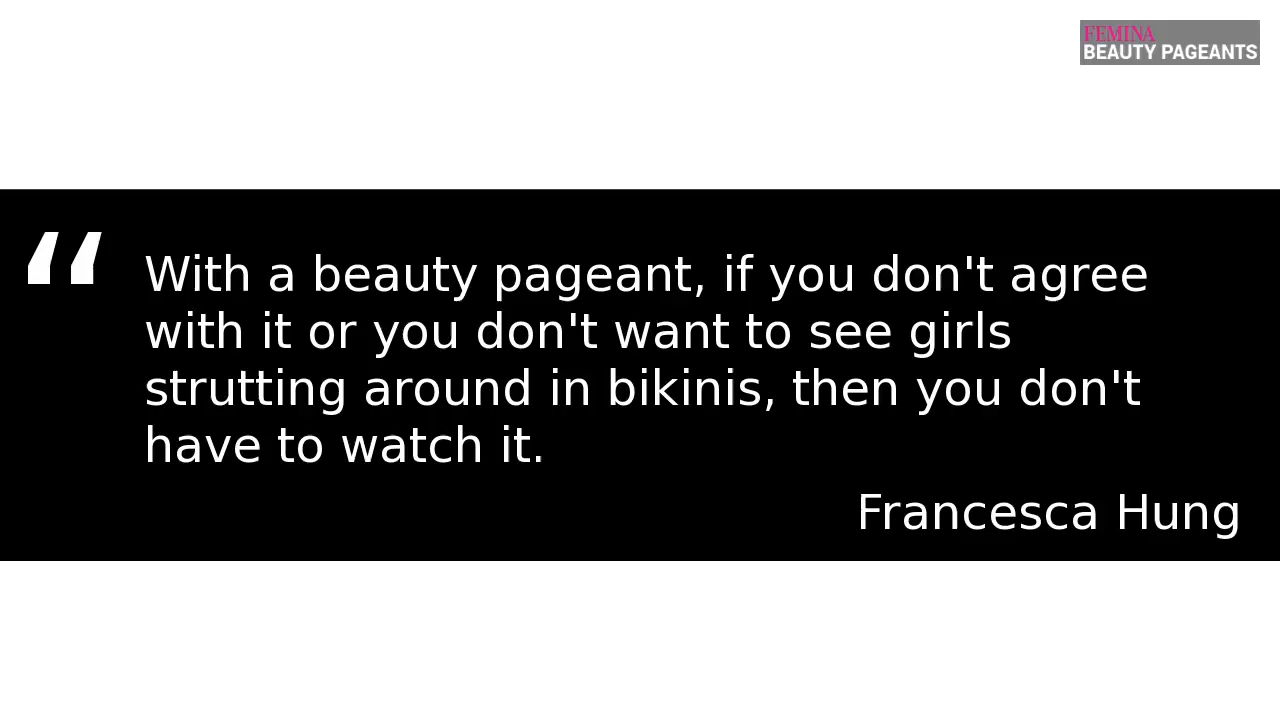 FEMINA
BEAUTY PAGEANTS
“
With a beauty pageant, if you don't agree
with it or you don't want to see girls
strutting around in bikinis, then you don't
have to watch it.
Francesca Hung